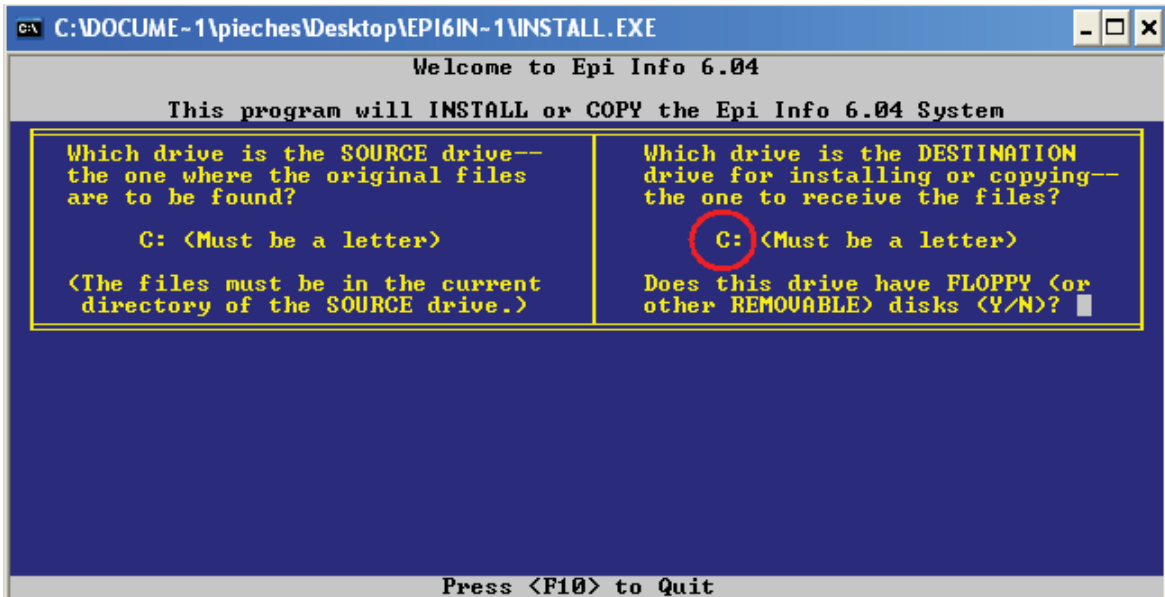 C:\DOCUME~1\pieches\Desktop\EPI6IN~1\INSTALL.EXE
Welcome to Epi Info 6.04
This program will INSTALL or COPY the Epi Info 6.04 System
Which drive is the SOURCE drive--
the one where the original files
are to be found?
C: (Must be a letter)
(The files must be in the current
directory of the SOURCE drive.)
Which drive is the DESTINATION
drive for installing or copying--
the one to receive the files?
C: (Must be a letter)
Does this drive have FLOPPY (or
other REMOVABLE) disks (Y/N)?
Press <F10> to Quit